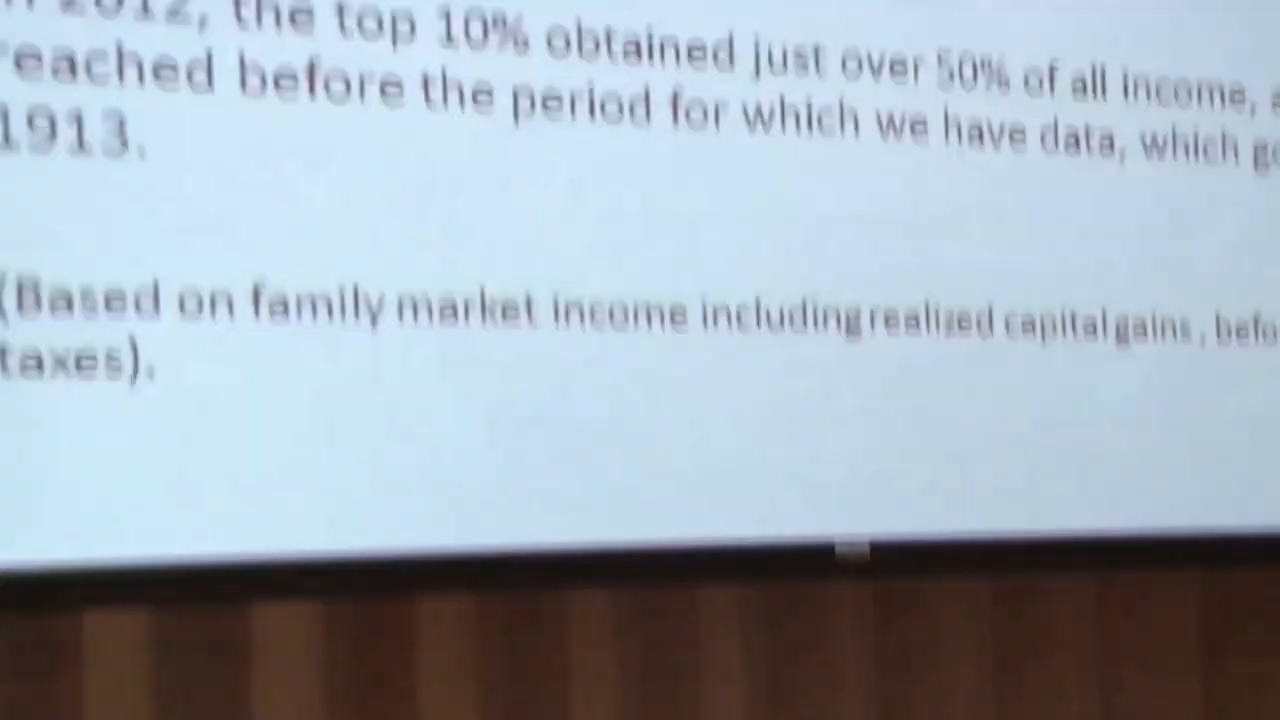 2012, the top 10% obtained just over 50% of all income,
reached before the period for which we have data, which
1913.
(Based on family market income including realized capital gains, 
taxes).